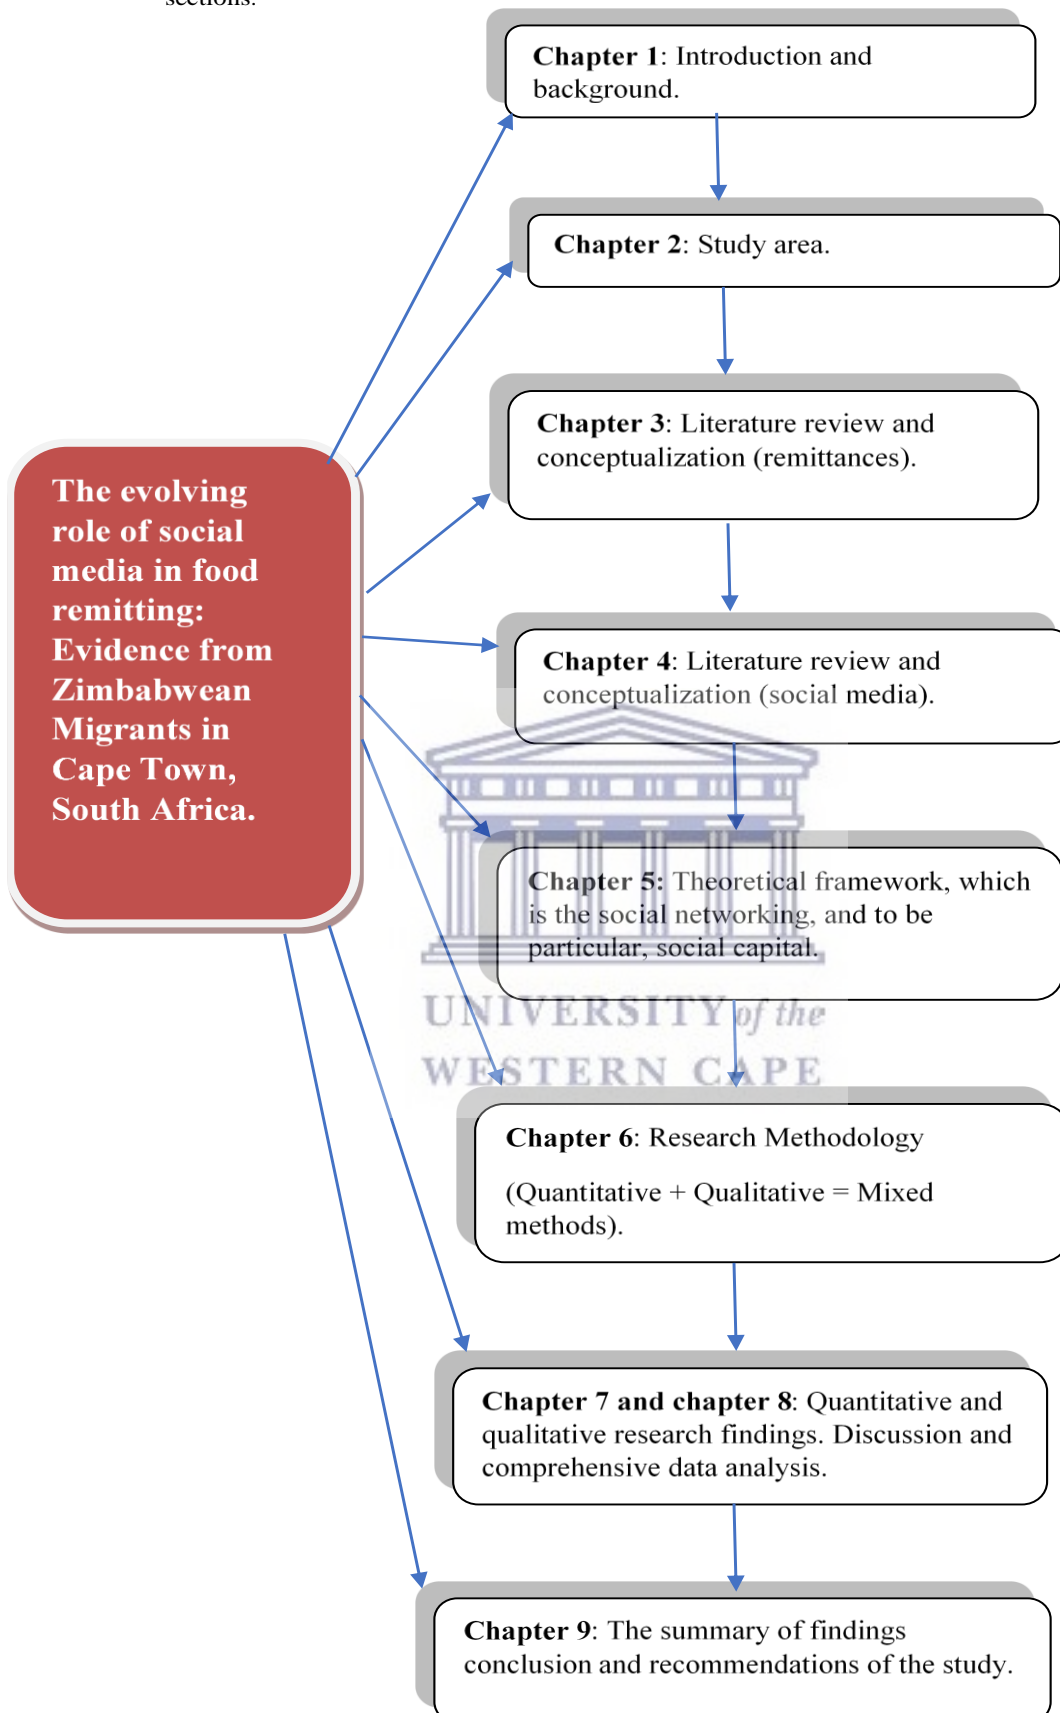 sections.
Chapter 1: Introduction and
background.
Chapter 2: Study area.
Chapter 3: Literature review and
conceptualization (remittances).
The evolving
role of social
media in food
remitting:
Evidence from
Zimbabwean
Migrants in
Cape Town,
South Africa.
Chapter 4: Literature review and
conceptualization (social media).
Chapter 5: Theoretical framework, which
is the social networking, and to be
particular, social capital.
UNIVERSITY of the
WESTERN CAPE
Chapter 6: Research Methodology
(Quantitative + Qualitative = Mixed
methods).
Chapter 7 and chapter 8: Quantitative and
qualitative research findings. Discussion and
comprehensive data analysis.
Chapter 9: The summary of findings
conclusion and recommendations of the study.